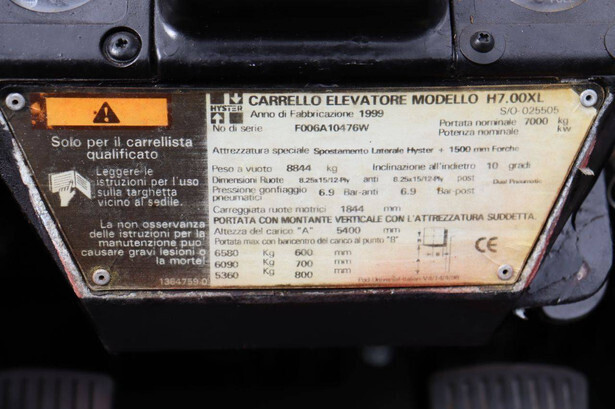 HYSTER
CARRELLO ELEVATORE MODELLO H7.00XL
Anno di Fabbricazione 1999
S/O- 025505
No di serie F006A10476W
Portata nominale 7000 kg
Potenza nominale kw
Attrezzatura speciale Spostamento Laterale Hyster + 1500 mm Forche
Peso a vuoto 8844 kg Inclinazione all'indietro 10 gradi
Dimensioni Ruote 8.25x15/12-Ply anti 8.25x15/12-Ply post Dual Pneumatic
Pressione gonfiaggio pneumatici 6.9 Bar-anti 6.9 Bar-post
Carreggiata ruote motrici 1844 mm
PORTATA CON MONTANTE VERTICALE CON L'ATTREZZATURA SUDDETTA.
Altezza del carico "A" 5400 mm
Portata max con bancentro del carico al punto "B"
6580 Kg 600 mm
6090 Kg 700 mm
5360 Kg 800 mm
CE
Solo per il carrellista
qualificato
Leggere le
istruzioni per l'uso
sulla targhetta
vicino al sedile.
La non osservanza
delle istruzioni per la
manutenzione può
causare gravi lesioni o
la morte!
1364759